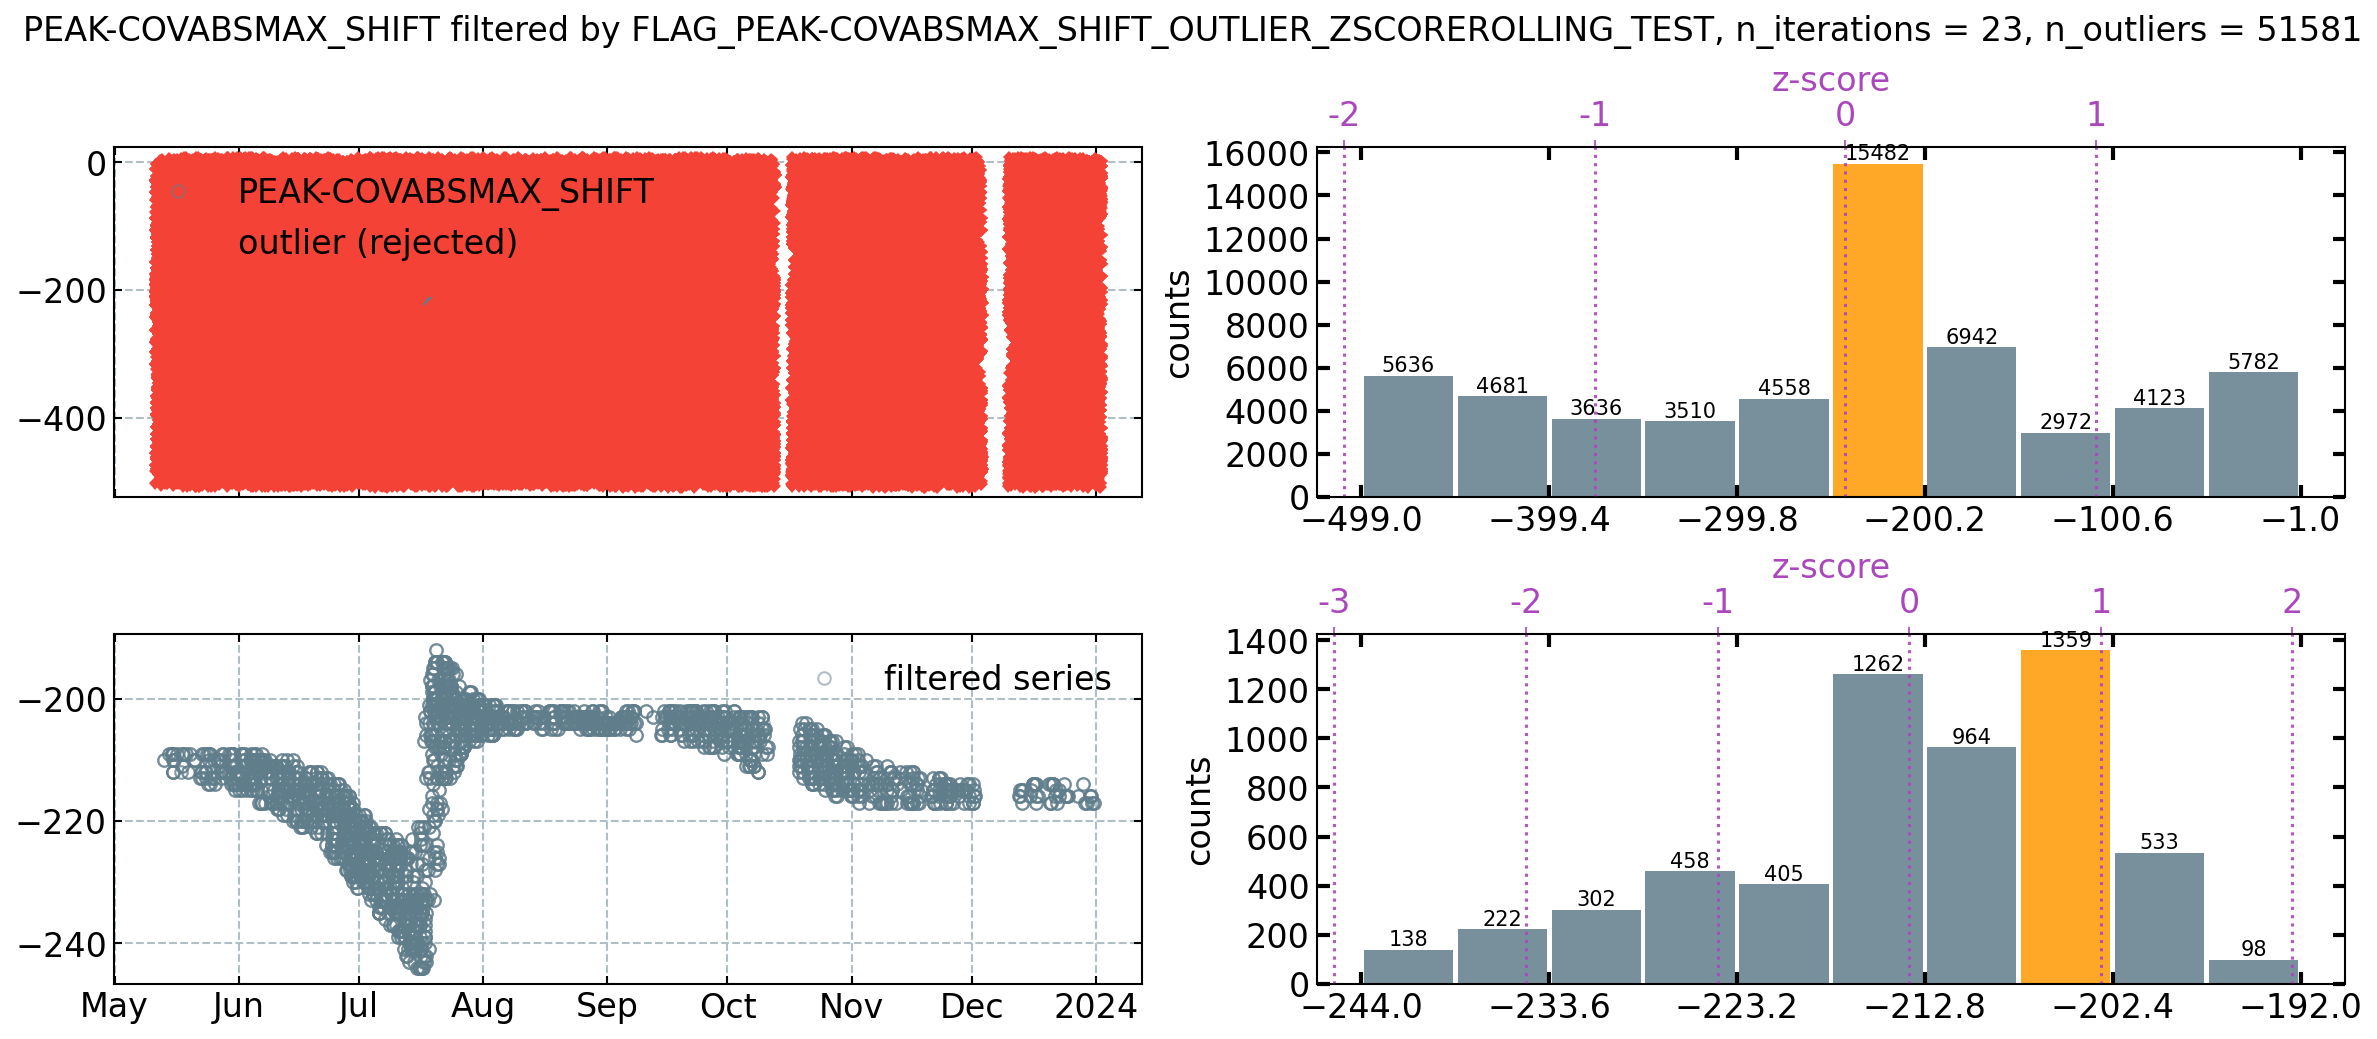 PEAK-COVABSMAX_SHIFT filtered by FLAG_PEAK-COVABSMAX_SHIFT_OUTLIER_ZSCOREROLLING_TEST, n_iterations = 23, n_outliers = 51581
0
−200
−400
PEAK-COVABSMAX_SHIFT
outlier (rejected)
z-score
-2 -1 0 1
counts
16000
14000
12000
10000
8000
6000
4000
2000
0
5636 4681 3636 3510 4558 15482 6942 2972 4123 5782
−499.0 −399.4 −299.8 −200.2 −100.6 −1.0
−200
−220
−240
filtered series
May Jun Jul Aug Sep Oct Nov Dec 2024
z-score
-3 -2 -1 0 1 2
counts
1400
1200
1000
800
600
400
200
0
138 222 302 458 405 1262 964 1359 533 98
−244.0 −233.6 −223.2 −212.8 −202.4 −192.0